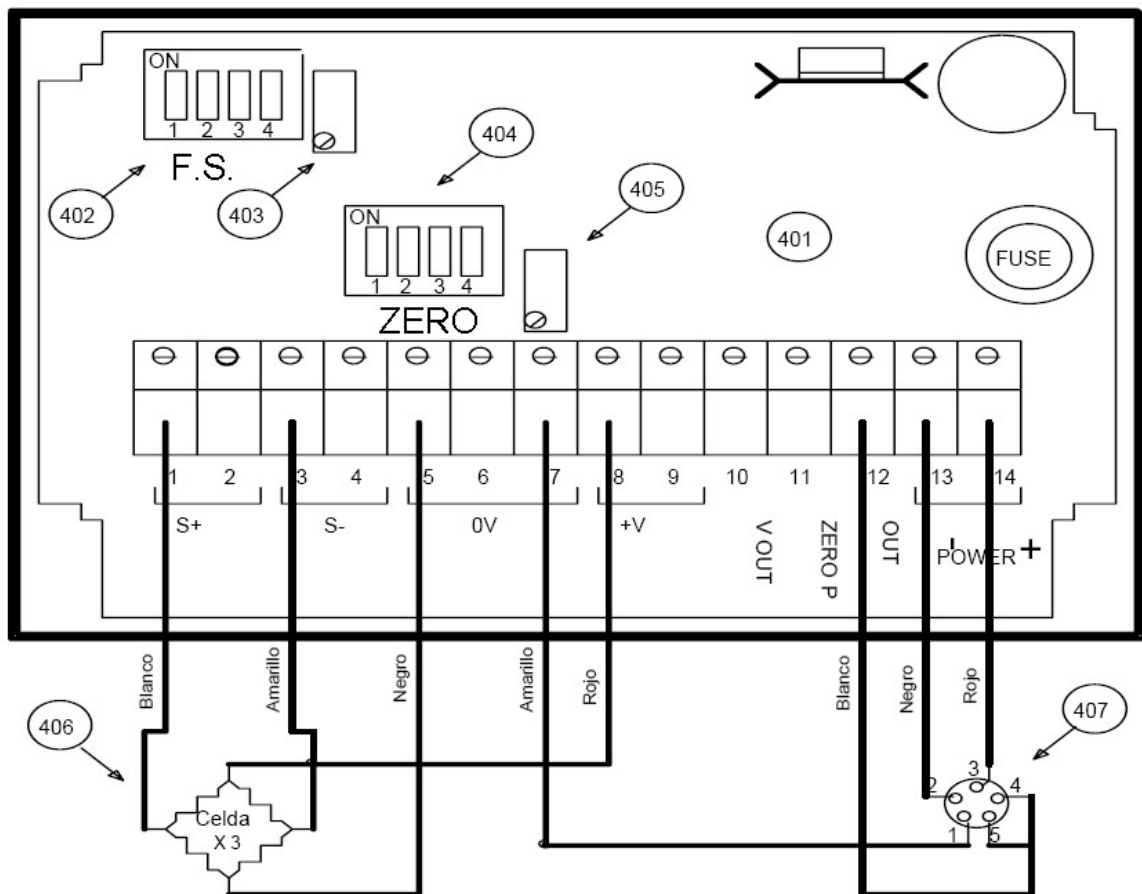 ON
1 2 3 4
F.S.
402
403
404
405
401
FUSE
ON
1 2 3 4
ZERO
1 2 3 4 5 6 7 8 9 10 11 12 13 14
S+ S- 0V +V
V OUT
ZERO P
OUT
- POWER +
Blanco
Amarillo
Negro
Amarillo
Rojo
Blanco
Negro
Rojo
406
407
Celda
X 3
2 3 4
1 5